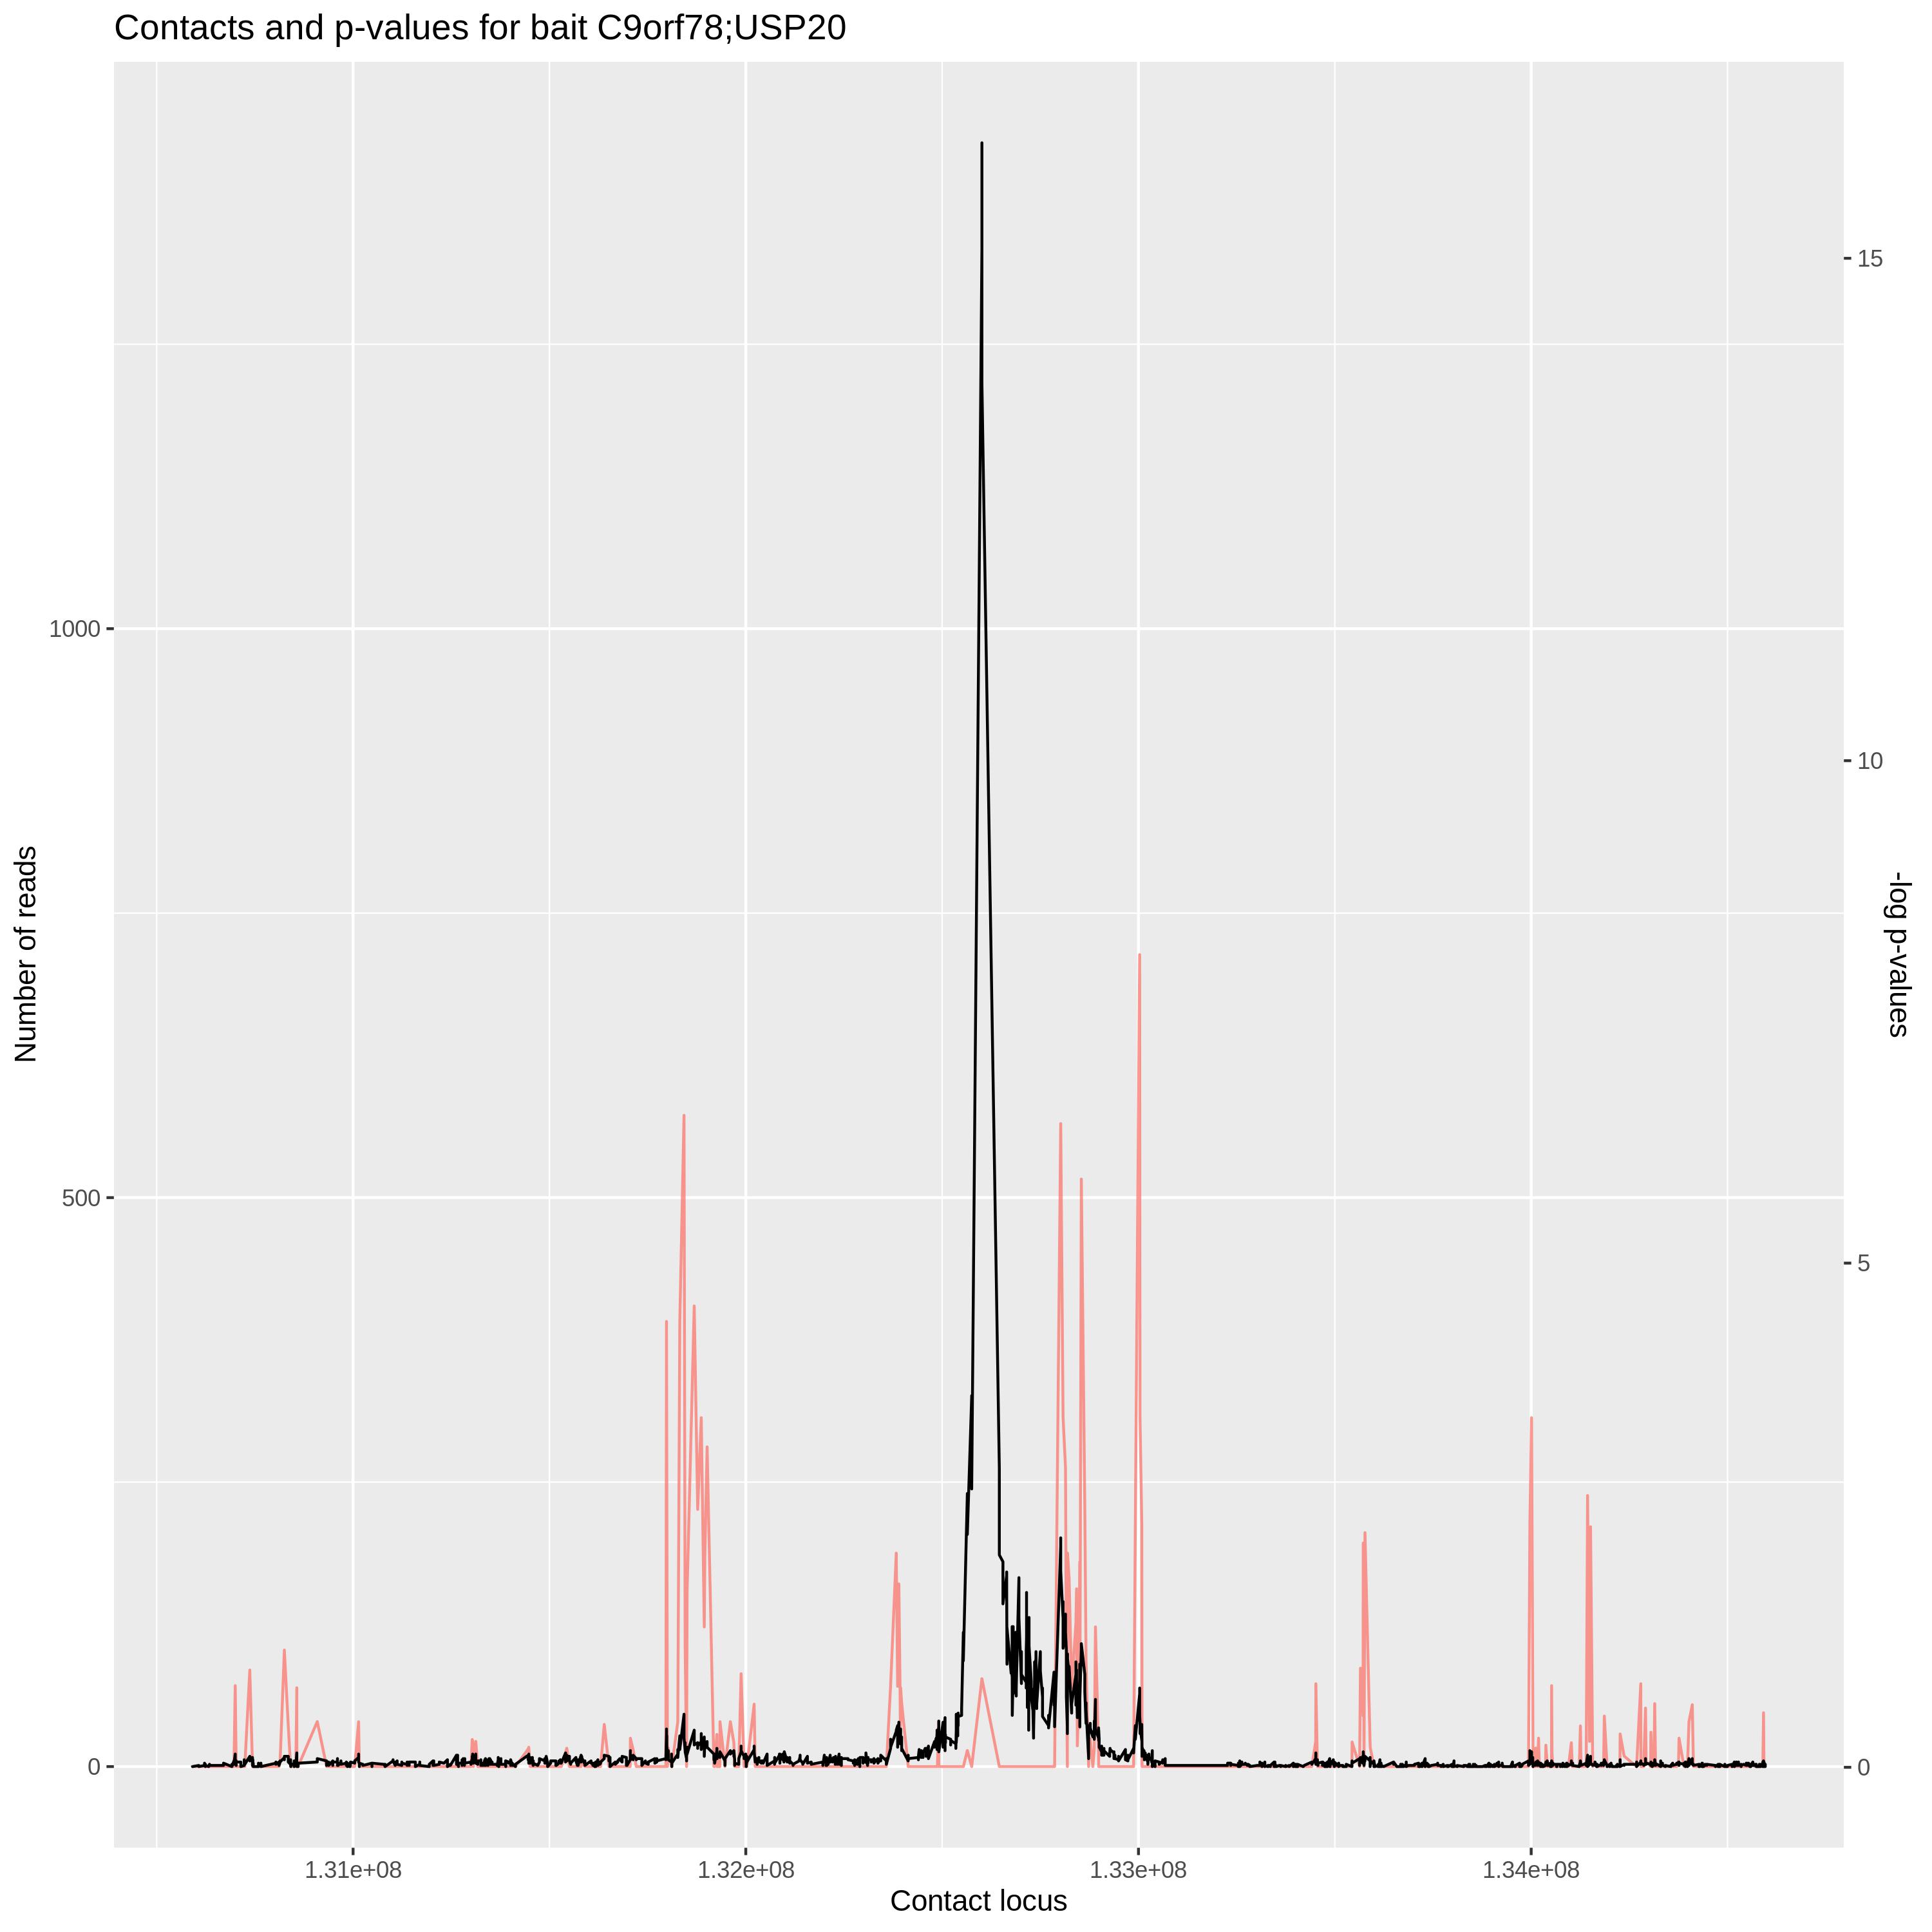 Contacts and p-values for bait C9orf78;USP20
Number of reads
1000
500
0
15
10
5
0
-log p-values
1.31e+08
1.32e+08
1.33e+08
1.34e+08
Contact locus